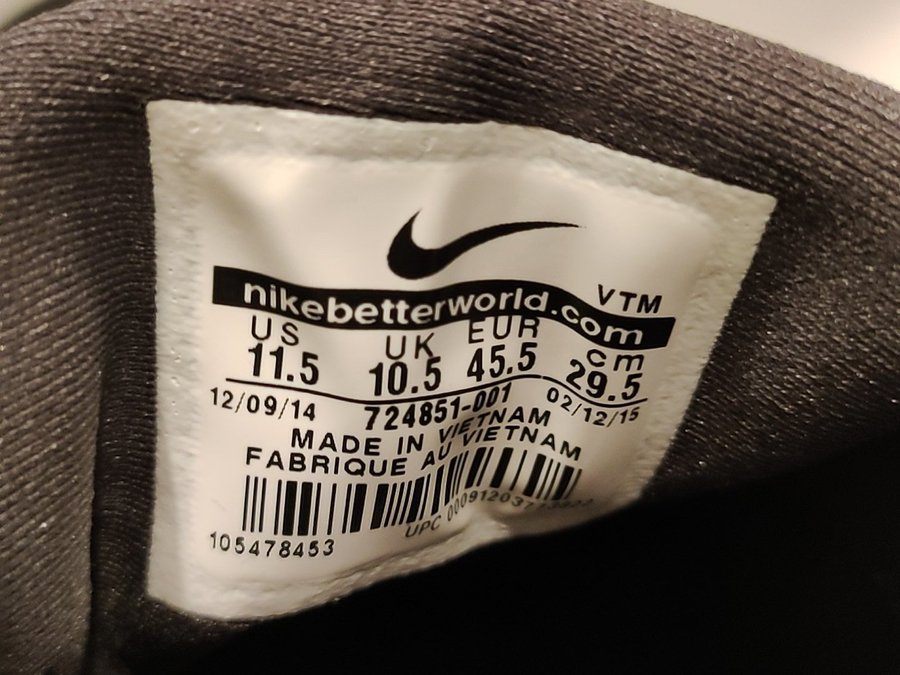 VTM
nikebetterworld.com
US UK EUR cm
11.5 10.5 45.5 29.5
12/09/14 724851-001 02/12/15
MADE IN VIETNAM
FABRIQUE AU VIETNAM
105478453 UPC